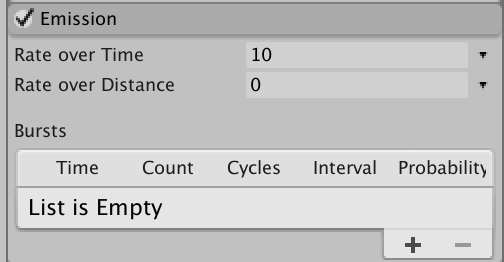 Emission
Rate over Time 10
Rate over Distance 0
Bursts
Time Count Cycles Interval Probability
List is Empty